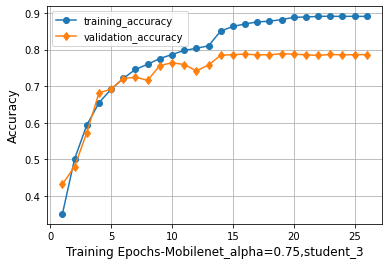 training_accuracy
validation_accuracy
Accuracy
0.9
0.8
0.7
0.6
0.5
0.4
0 5 10 15 20 25
Training Epochs-Mobilenet_alpha=0.75,student_3